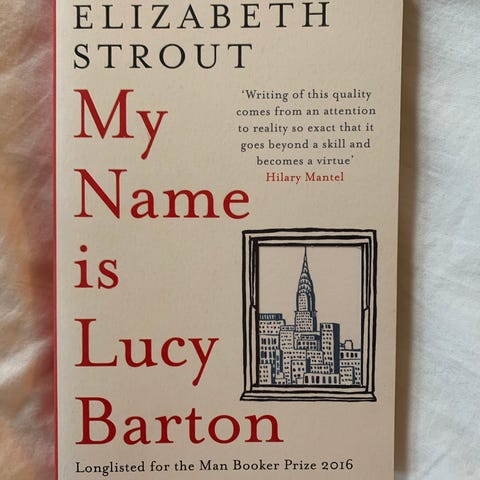 ELIZABETH
STROUT
My
Name
is
Lucy
Barton
‘Writing of this quality
comes from an attention
to reality so exact that it
goes beyond a skill and
becomes a virtue’
Hilary Mantel
Longlisted for the Man Booker Prize 2016